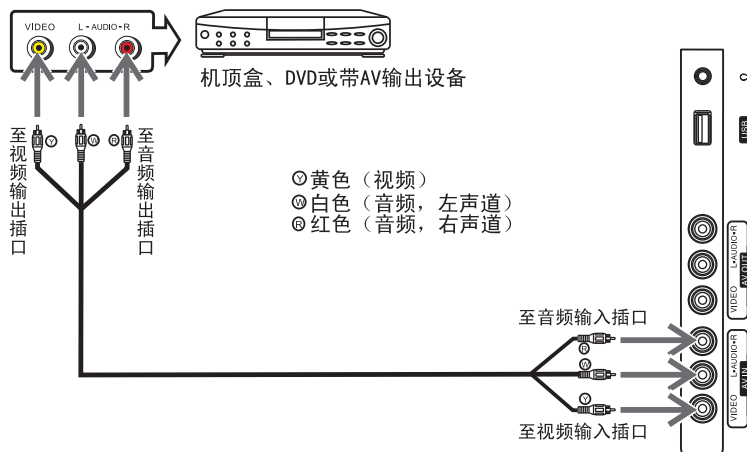 VIDEO L-AUDIO-R
机顶盒、DVD或带AV输出设备
至视频输出插口
Y
W
R
至音频输出插口
Ⓨ黄色（视频）
Ⓦ白色（音频，左声道）
Ⓡ红色（音频，右声道）
USB
L-AUDIO-R
VIDEO
AV OUT
至音频输入插口
R
W
Y
至视频输入插口
L-AUDIO-R
VIDEO
AV IN